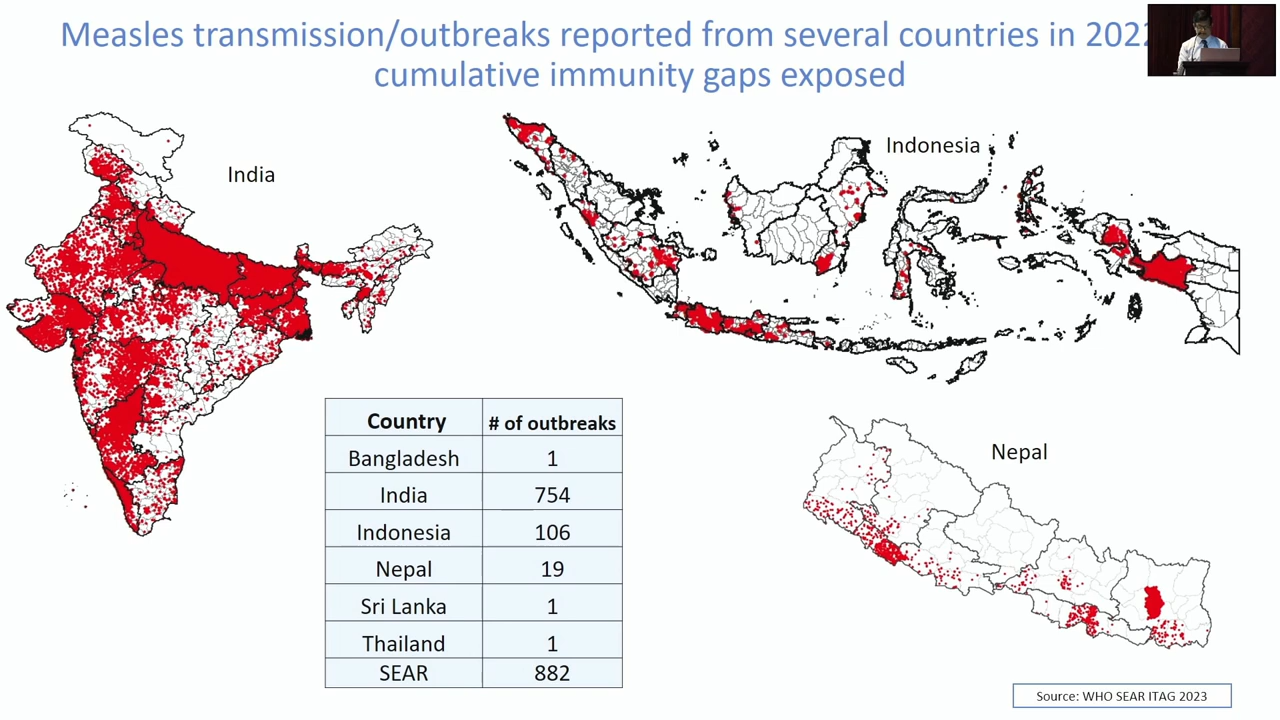 Measles transmission/outbreaks reported from several countries in 2022
cumulative immunity gaps exposed
India
Indonesia
Country # of outbreaks
Bangladesh 1
India 754
Indonesia 106
Nepal 19
Sri Lanka 1
Thailand 1
SEAR 882
Nepal
Source: WHO SEAR ITAG 2023